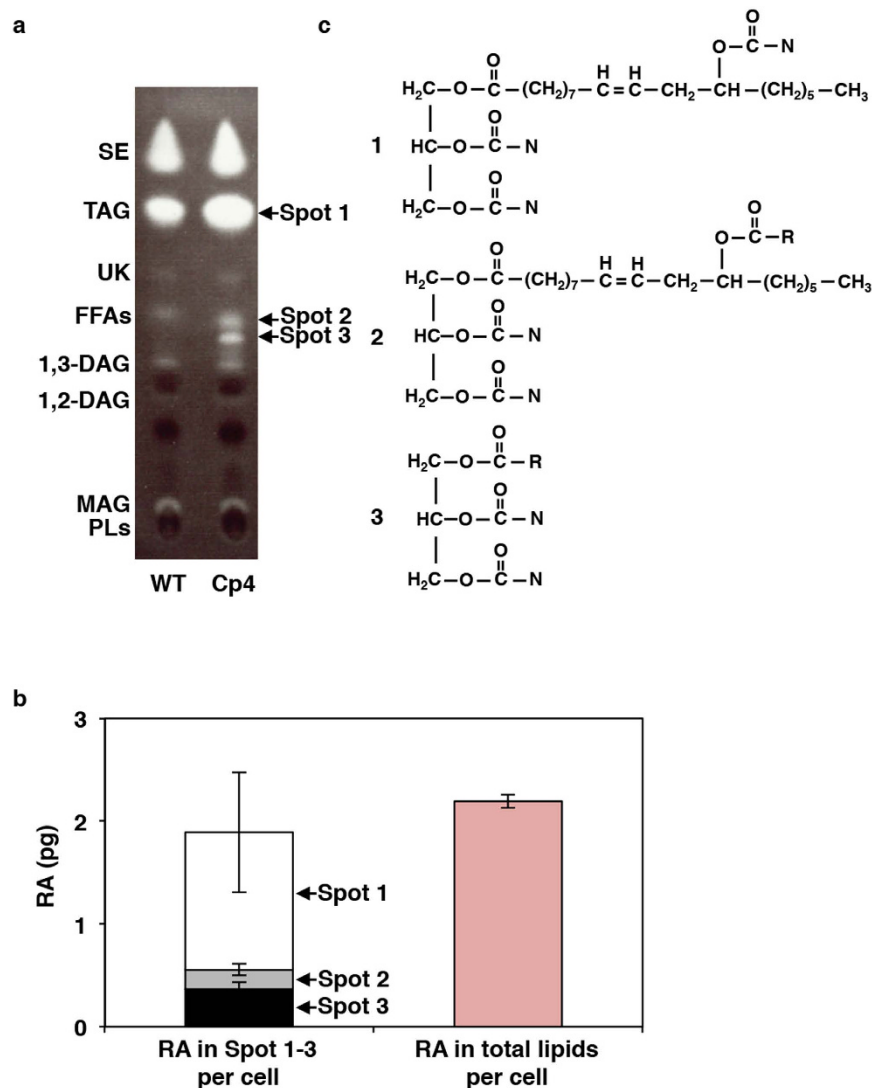 a
SE
TAG
Spot 1
UK
FFAs
Spot 2
Spot 3
1,3-DAG
1,2-DAG
MAG
PLs
WT Cp4
c
O
O—C—N
O H H
H₂C—O—C—(CH₂)₇—C=C—CH₂—CH—(CH₂)₅—CH₃
O
1 HC—O—C—N
O
H₂C—O—C—N
O
O—C—R
O H H
H₂C—O—C—(CH₂)₇—C=C—CH₂—CH—(CH₂)₅—CH₃
O
2 HC—O—C—N
O
H₂C—O—C—N
O
H₂C—O—C—R
O
3 HC—O—C—N
O
H₂C—O—C—N
b
3
2
1
0
RA (pg)
Spot 1
Spot 2
Spot 3
RA in Spot 1-3
per cell
RA in total lipids
per cell